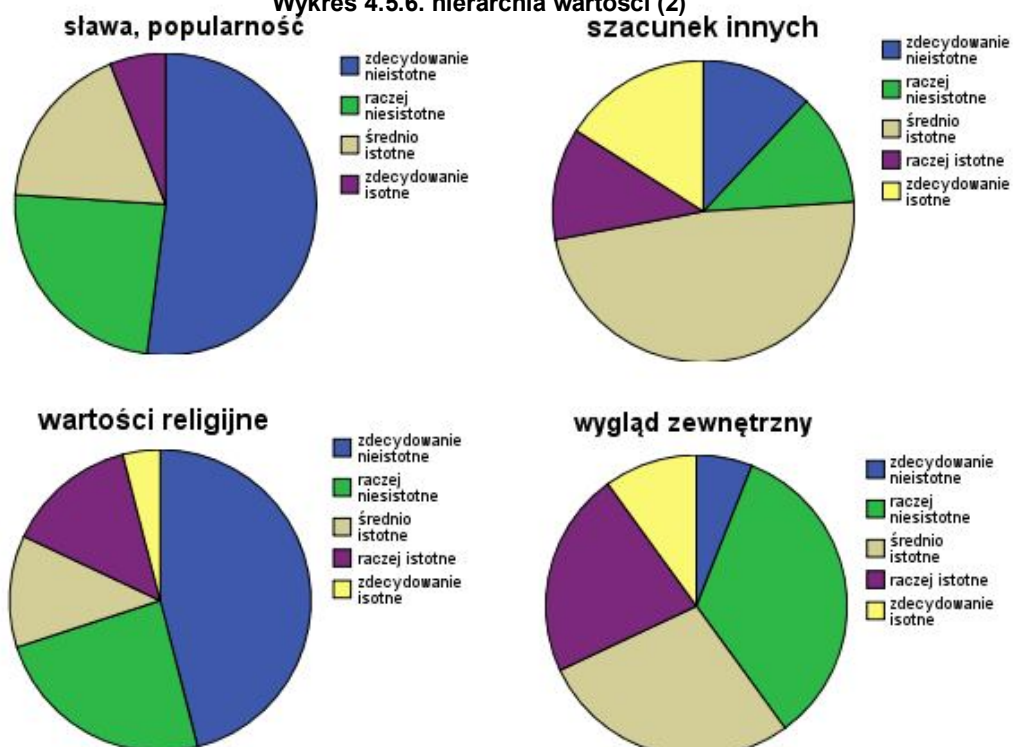 Wykres 4.5.6. hierarchia wartości (2)
sława, popularność
zdecydowanie
nieistotne
raczej
niesistotne
średnio
istotne
zdecydowanie
isotne
szacunek innych
zdecydowanie
nieistotne
raczej
niesistotne
średnio
istotne
raczej istotne
zdecydowanie
isotne
wartości religijne
zdecydowanie
nieistotne
raczej
niesistotne
średnio
istotne
raczej istotne
zdecydowanie
isotne
wygląd zewnętrzny
zdecydowanie
nieistotne
raczej
niesistotne
średnio
istotne
raczej istotne
zdecydowanie
isotne